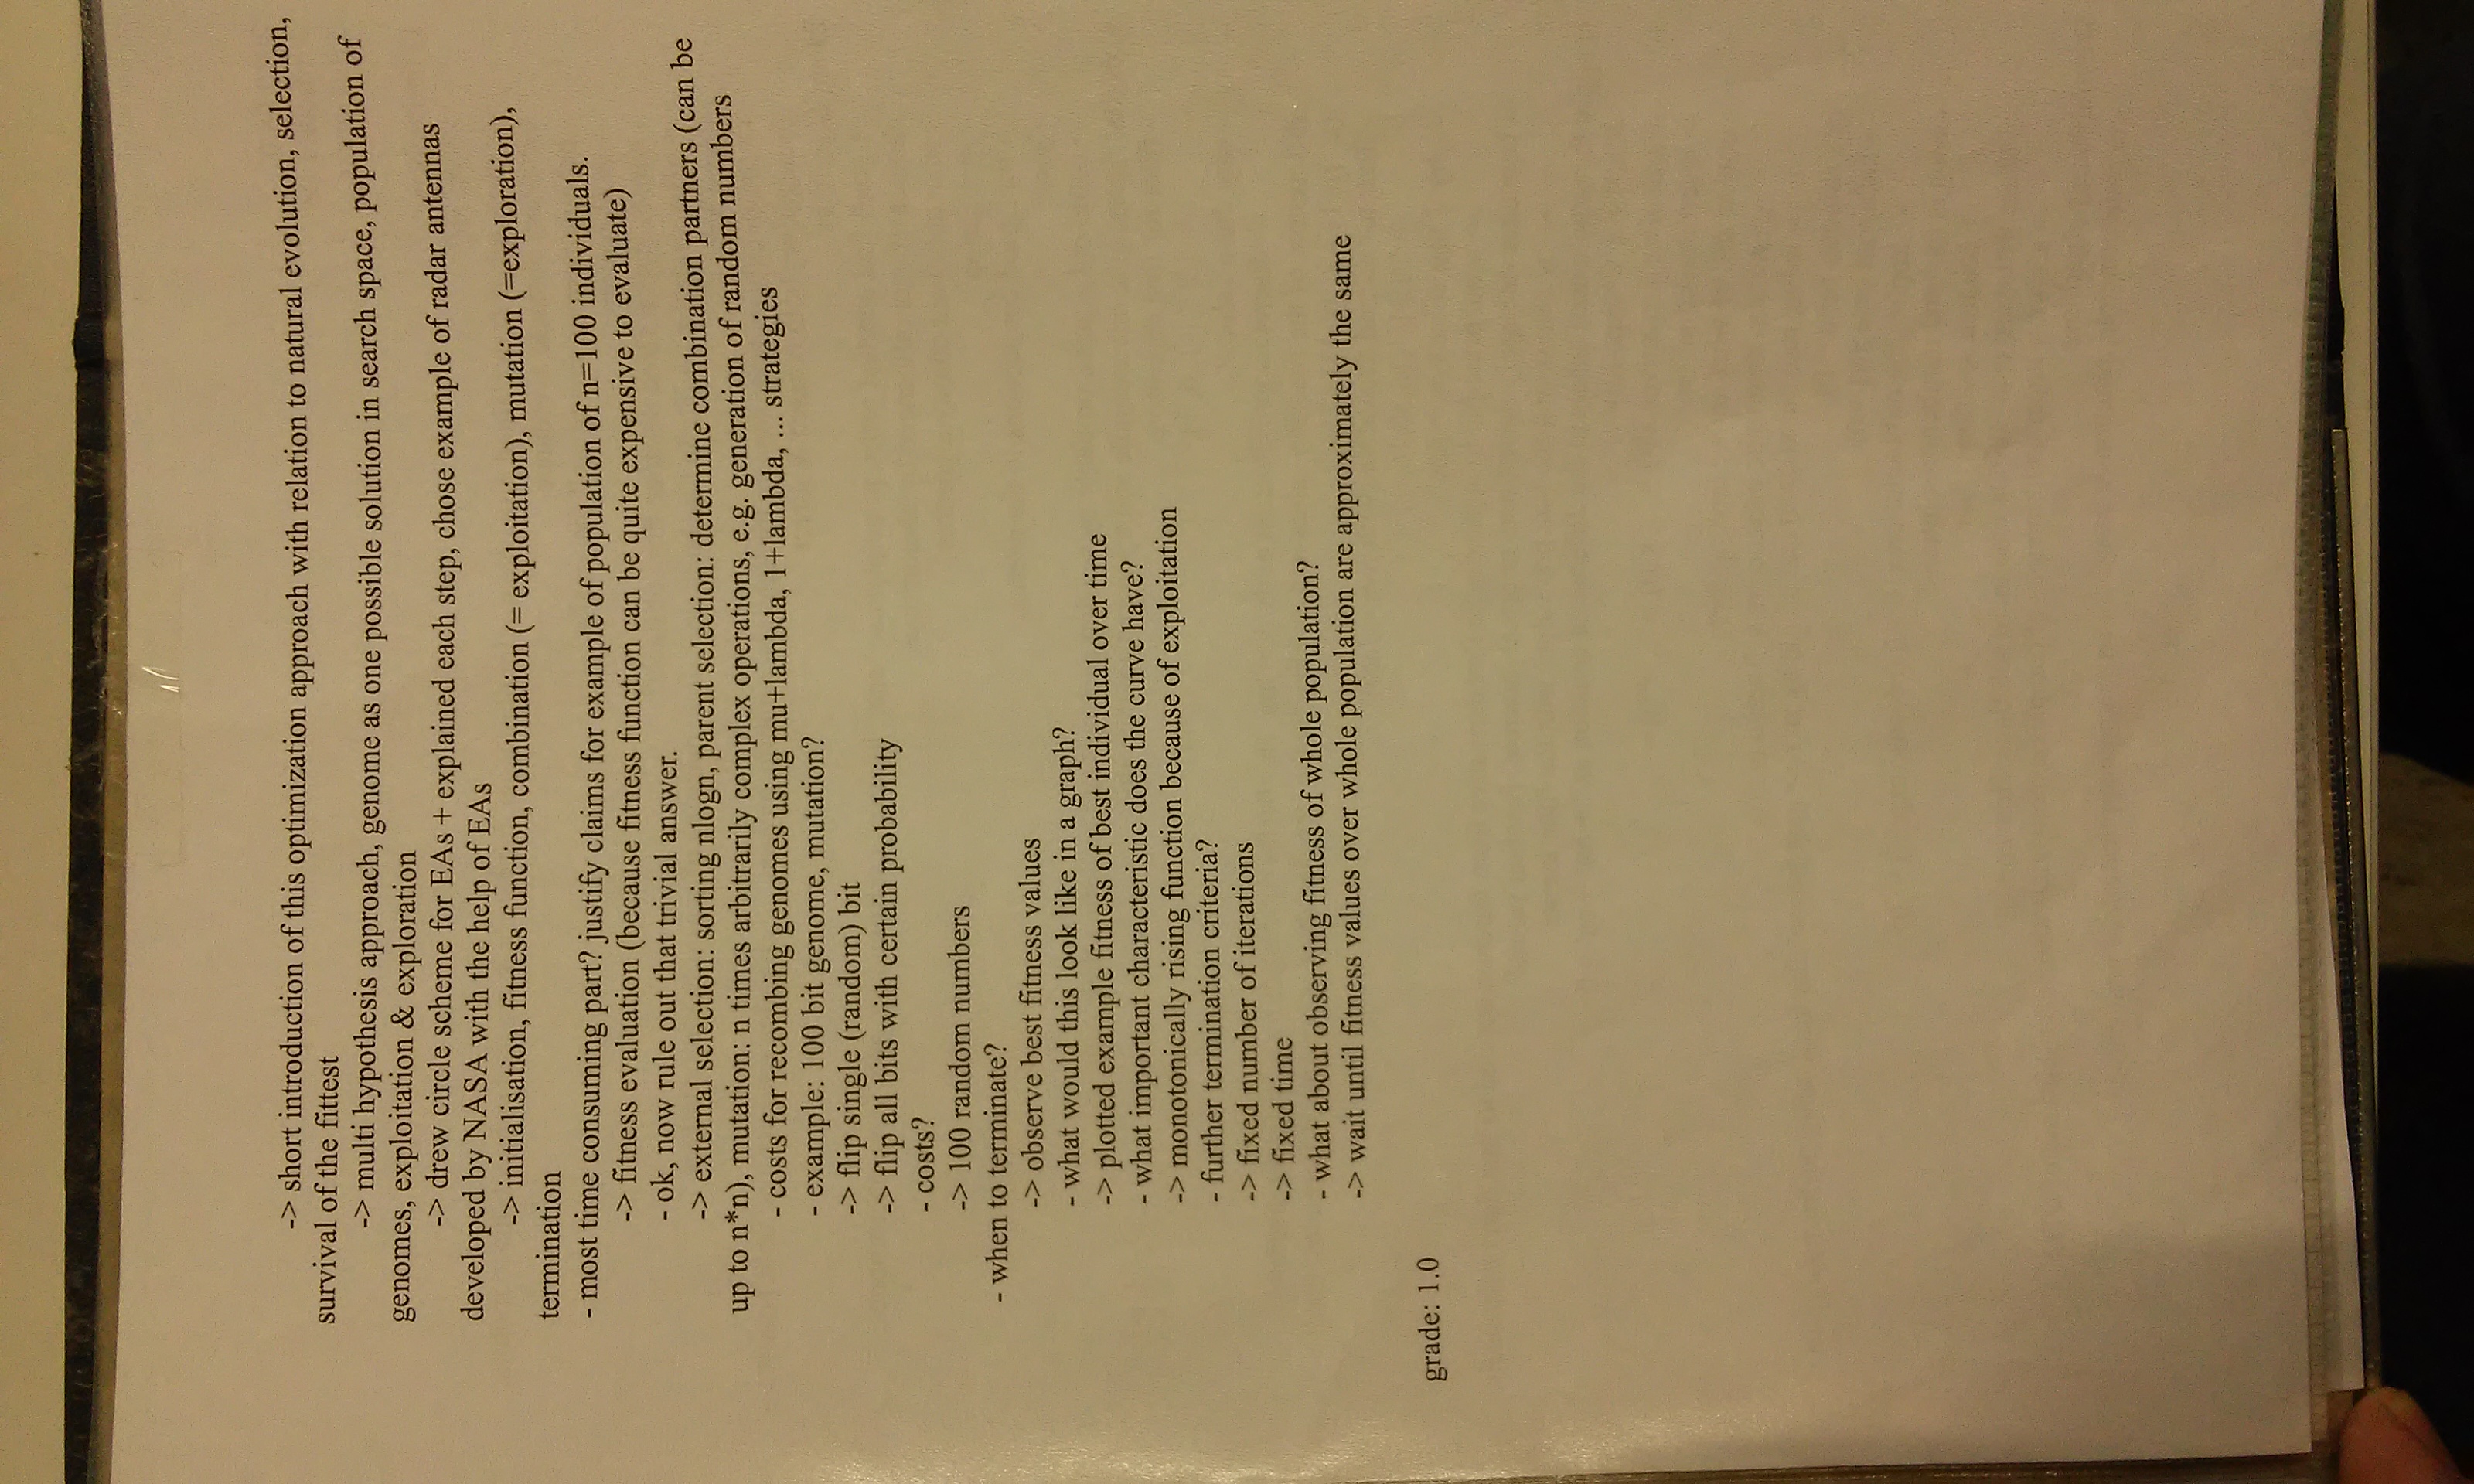 -> short introduction of this optimization approach with relation to natural evolution, selection,
survival of the fittest
-> multi hypothesis approach, genome as one possible solution in search space, population of
genomes, exploitation & exploration
-> drew circle scheme for EAs + explained each step, chose example of radar antennas
developed by NASA with the help of EAs
-> initialisation, fitness function, combination (= exploitation), mutation (=exploration),
termination
- most time consuming part? justify claims for example of population of n=100 individuals.
-> fitness evaluation (because fitness function can be quite expensive to evaluate)
- ok, now rule out that trivial answer.
-> external selection: sorting nlogn, parent selection: determine combination partners (can be
up to n*n), mutation: n times arbitrarily complex operations, e.g. generation of random numbers
- costs for recombing genomes using mu+lambda, 1+lambda, ... strategies
- example: 100 bit genome, mutation?
-> flip single (random) bit
-> flip all bits with certain probability
- costs?
-> 100 random numbers
- when to terminate?
-> observe best fitness values
- what would this look like in a graph?
-> plotted example fitness of best individual over time
- what important characteristic does the curve have?
-> monotonically rising function because of exploitation
- further termination criteria?
-> fixed number of iterations
-> fixed time
- what about observing fitness of whole population?
-> wait until fitness values over whole population are approximately the same
grade: 1.0